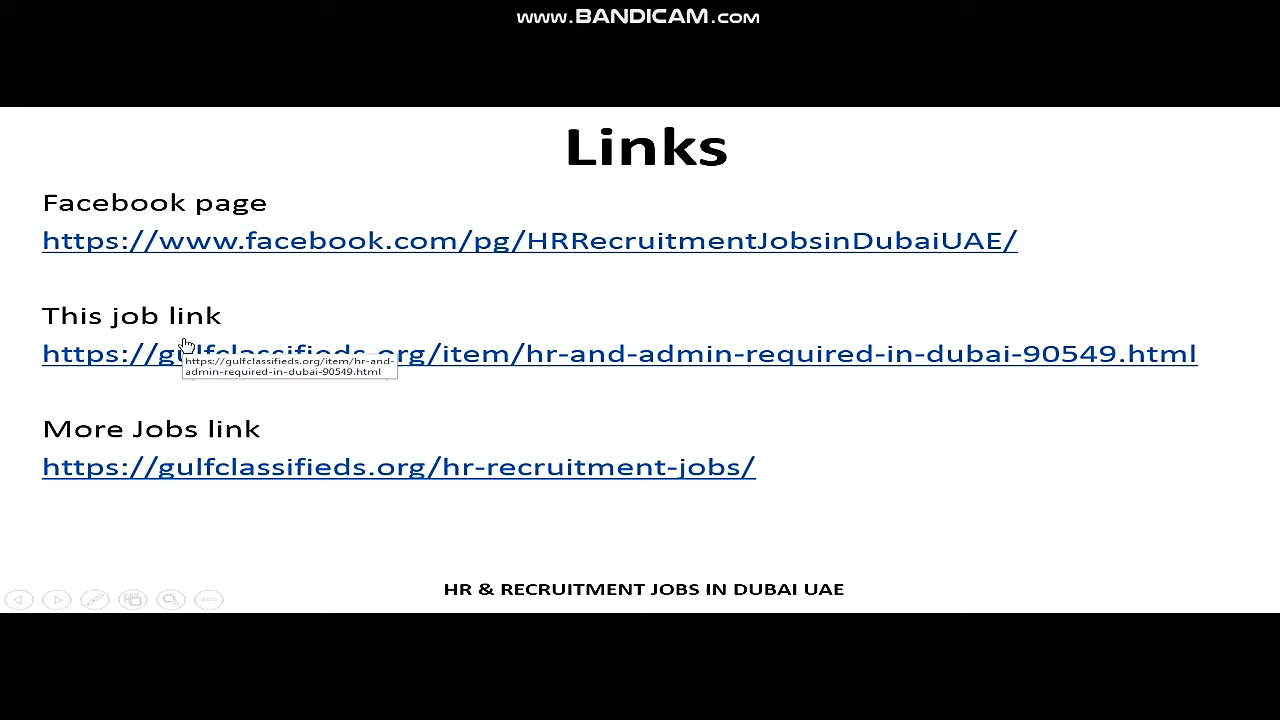 www.BANDICAM.com
Links
Facebook page
https://www.facebook.com/pg/HRRecruitmentJobsinDubaiUAE/
This job link
https://gulfclassifieds.org/item/hr-and-admin-required-in-dubai-90549.html
https://gulfclassifieds.org/item/hr-and-
admin-required-in-dubai-90549.html
More Jobs link
https://gulfclassifieds.org/hr-recruitment-jobs/
HR & RECRUITMENT JOBS IN DUBAI UAE